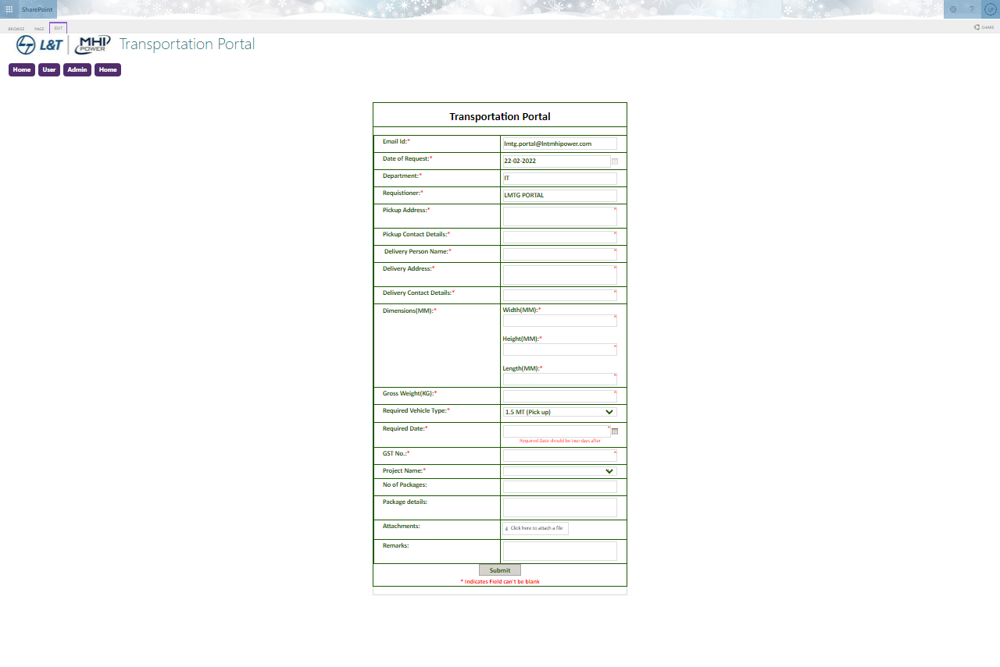 SharePoint
?
LP
BROWSE PAGE EDIT
SHARE
L&T MHI POWER Transportation Portal
Home User Admin Home
Transportation Portal
Email Id:* lmtg.portal@lntmhipower.com
Date of Request:* 22-02-2022
Department:* IT
Requistioner:* LMTG PORTAL
Pickup Address:* *
Pickup Contact Details:* *
Delivery Person Name:* *
Delivery Address:* *
Delivery Contact Details:* *
Dimensions(MM):* Width(MM):*
*
Height(MM):*
*
Length(MM):*
*
Gross Weight(KG):* *
Required Vehicle Type:* 1.5 MT (Pick up)
Required Date:* *
Required Date should be two days after
GST No.:* *
Project Name:*
No of Packages:
Package details:
Attachments: Click here to attach a file
Remarks:
Submit
* Indicates Field can't be blank